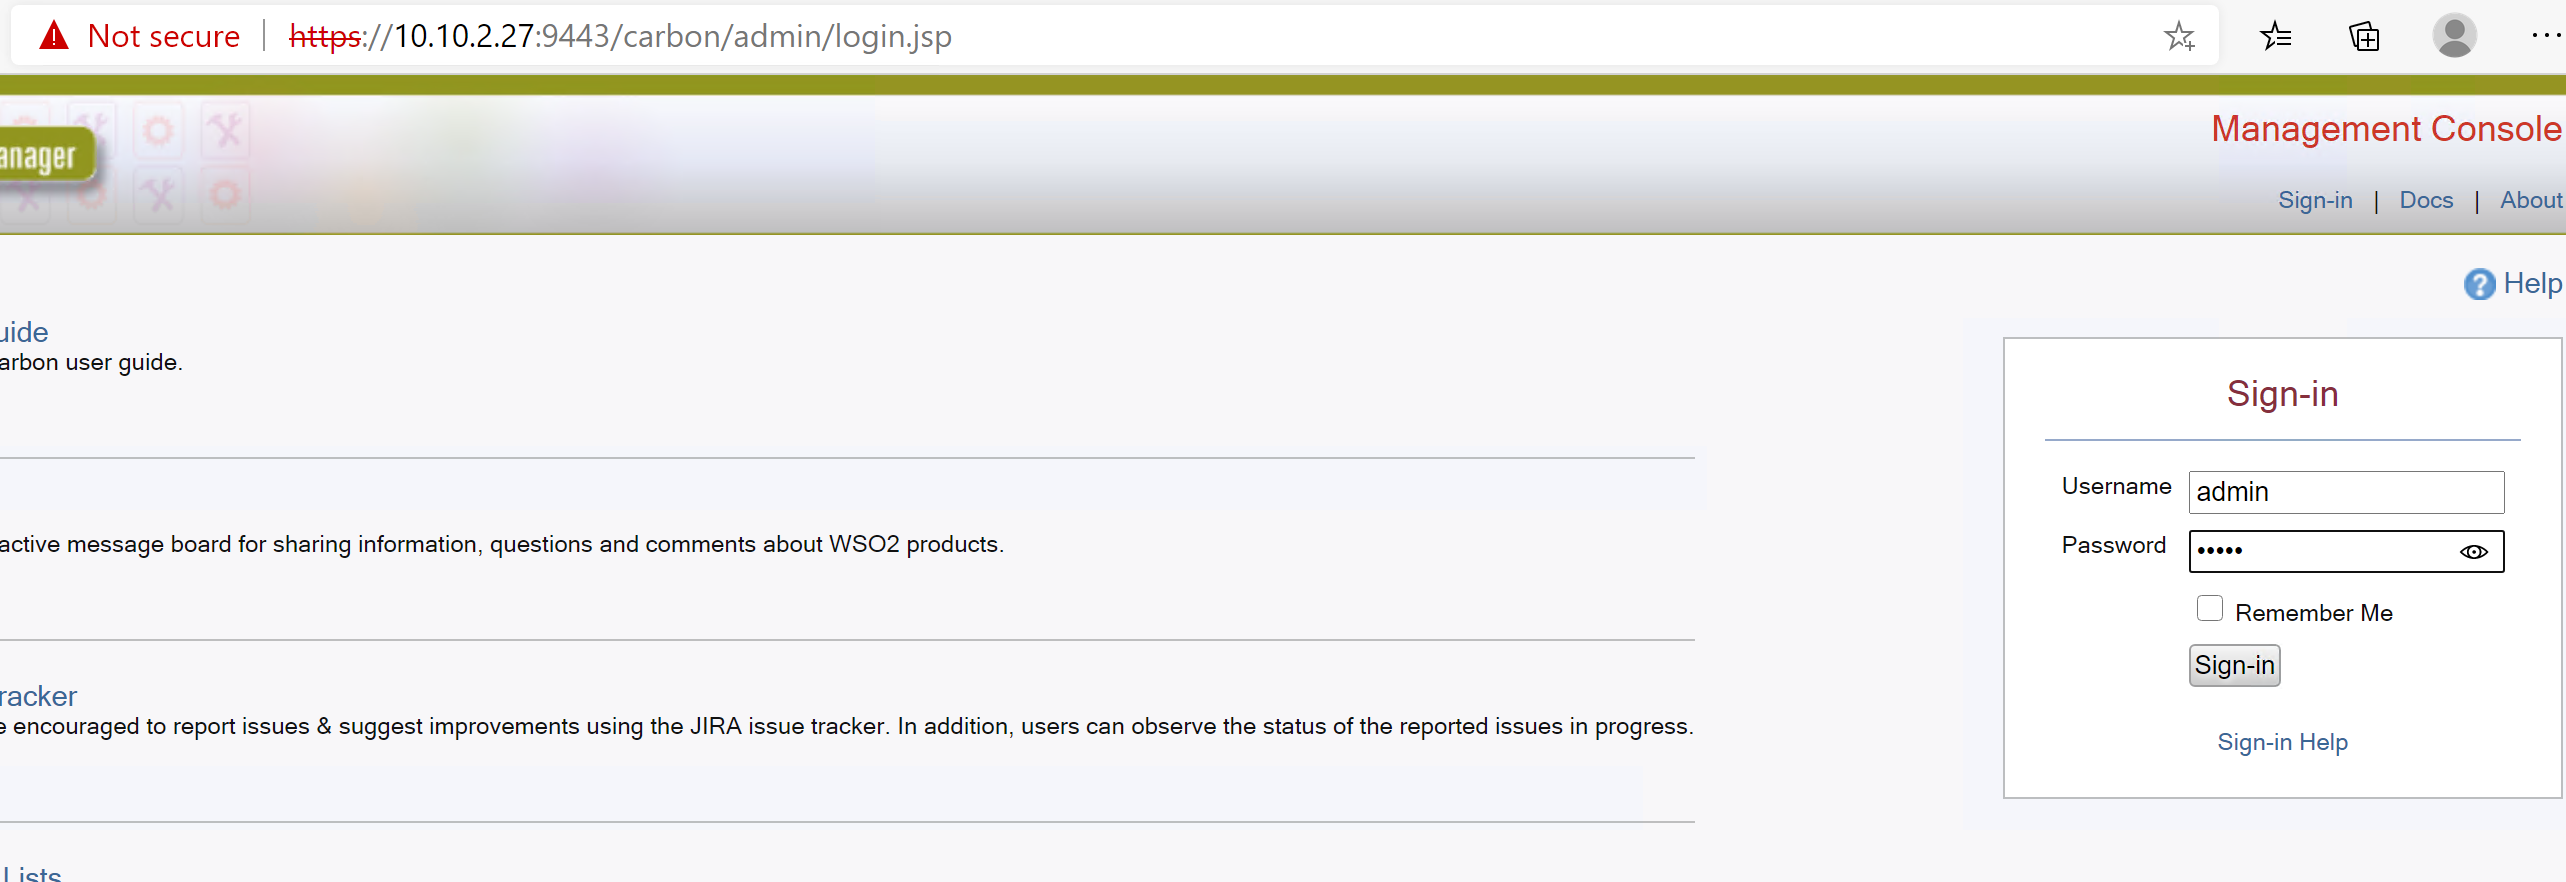 Not secure | https://10.10.2.27:9443/carbon/admin/login.jsp
anager
Management Console
Sign-in | Docs | About
Help
uide
arbon user guide.
Sign-in
Username admin
active message board for sharing information, questions and comments about WSO2 products.
Password •••••
Remember Me
Sign-in
racker
e encouraged to report issues & suggest improvements using the JIRA issue tracker. In addition, users can observe the status of the reported issues in progress.
Sign-in Help
Lists